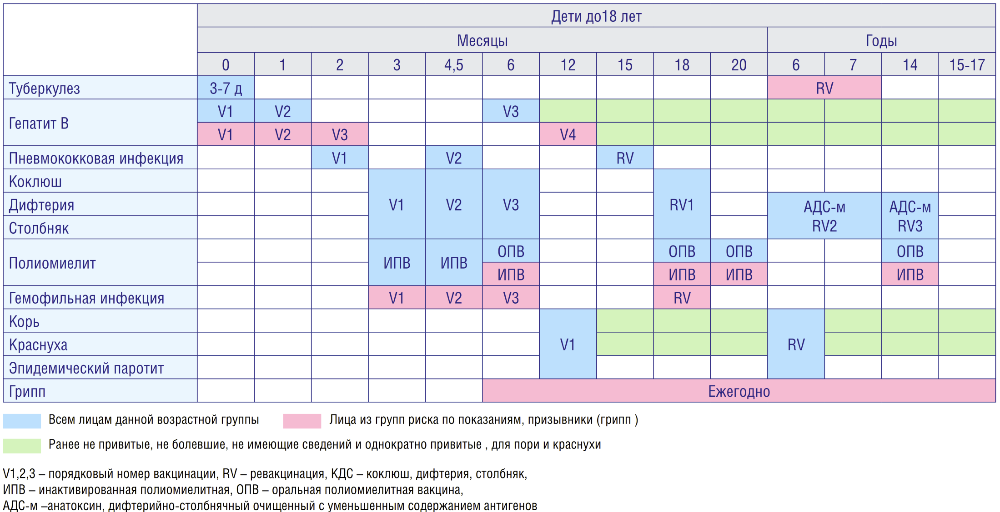 Дети до18 лет
Месяцы Годы
0 1 2 3 4,5 6 12 15 18 20 6 7 14 15-17
Туберкулез 3-7 д RV
Гепатит В
V1 V2 V3
V1 V2 V3 V4
Пневмококковая инфекция V1 V2 RV
Коклюш
Дифтерия
Столбняк
V1 V2 V3 RV1
АДС-м АДС-м
RV2 RV3
Полиомиелит
ИПВ ИПВ
ОПВ ОПВ ОПВ ОПВ
ИПВ ИПВ ИПВ ИПВ
Гемофильная инфекция V1 V2 V3 RV
Корь
Краснуха V1 RV
Эпидемический паротит
Грипп Ежегодно
Всем лицам данной возрастной группы
Лица из групп риска по показаниям, призывники (грипп )
Ранее не привитые, не болевшие, не имеющие сведений и однократно привитые , для пори и краснухи
V1,2,3 – порядковый номер вакцинации, RV – ревакцинация, КДС – коклюш, дифтерия, столбняк,
ИПВ – инактивированная полиомиелитная, ОПВ – оральная полиомиелитная вакцина,
АДС-м –анатоксин, дифтерийно-столбнячный очищенный с уменьшенным содержанием антигенов